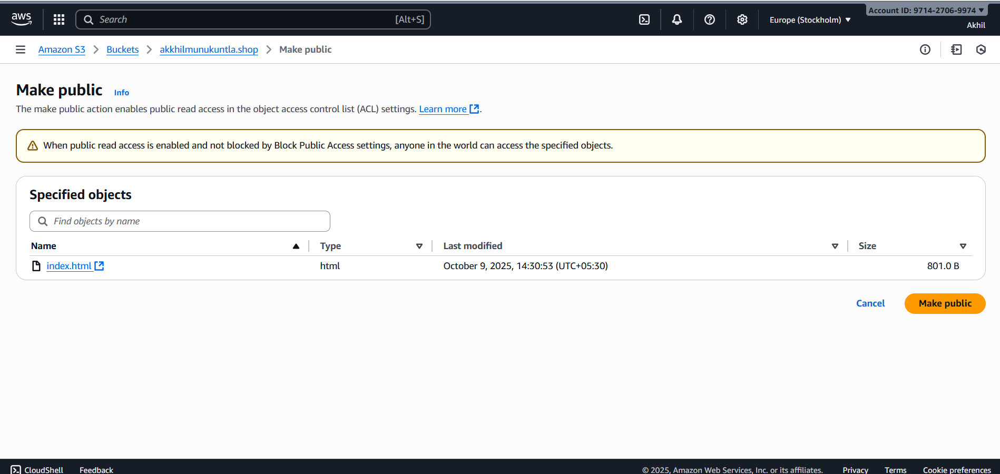 aws
Search [Alt+S]
Europe (Stockholm)
Account ID: 9714-2706-9974
Akhil
Amazon S3 Buckets akkhilmunukuntla.shop Make public
Make public Info
The make public action enables public read access in the object access control list (ACL) settings. Learn more.
When public read access is enabled and not blocked by Block Public Access settings, anyone in the world can access the specified objects.
Specified objects
Find objects by name
Name Type Last modified Size
index.html html October 9, 2025, 14:30:53 (UTC+05:30) 801.0 B
Cancel Make public
CloudShell Feedback © 2025, Amazon Web Services, Inc. or its affiliates. Privacy Terms Cookie preferences